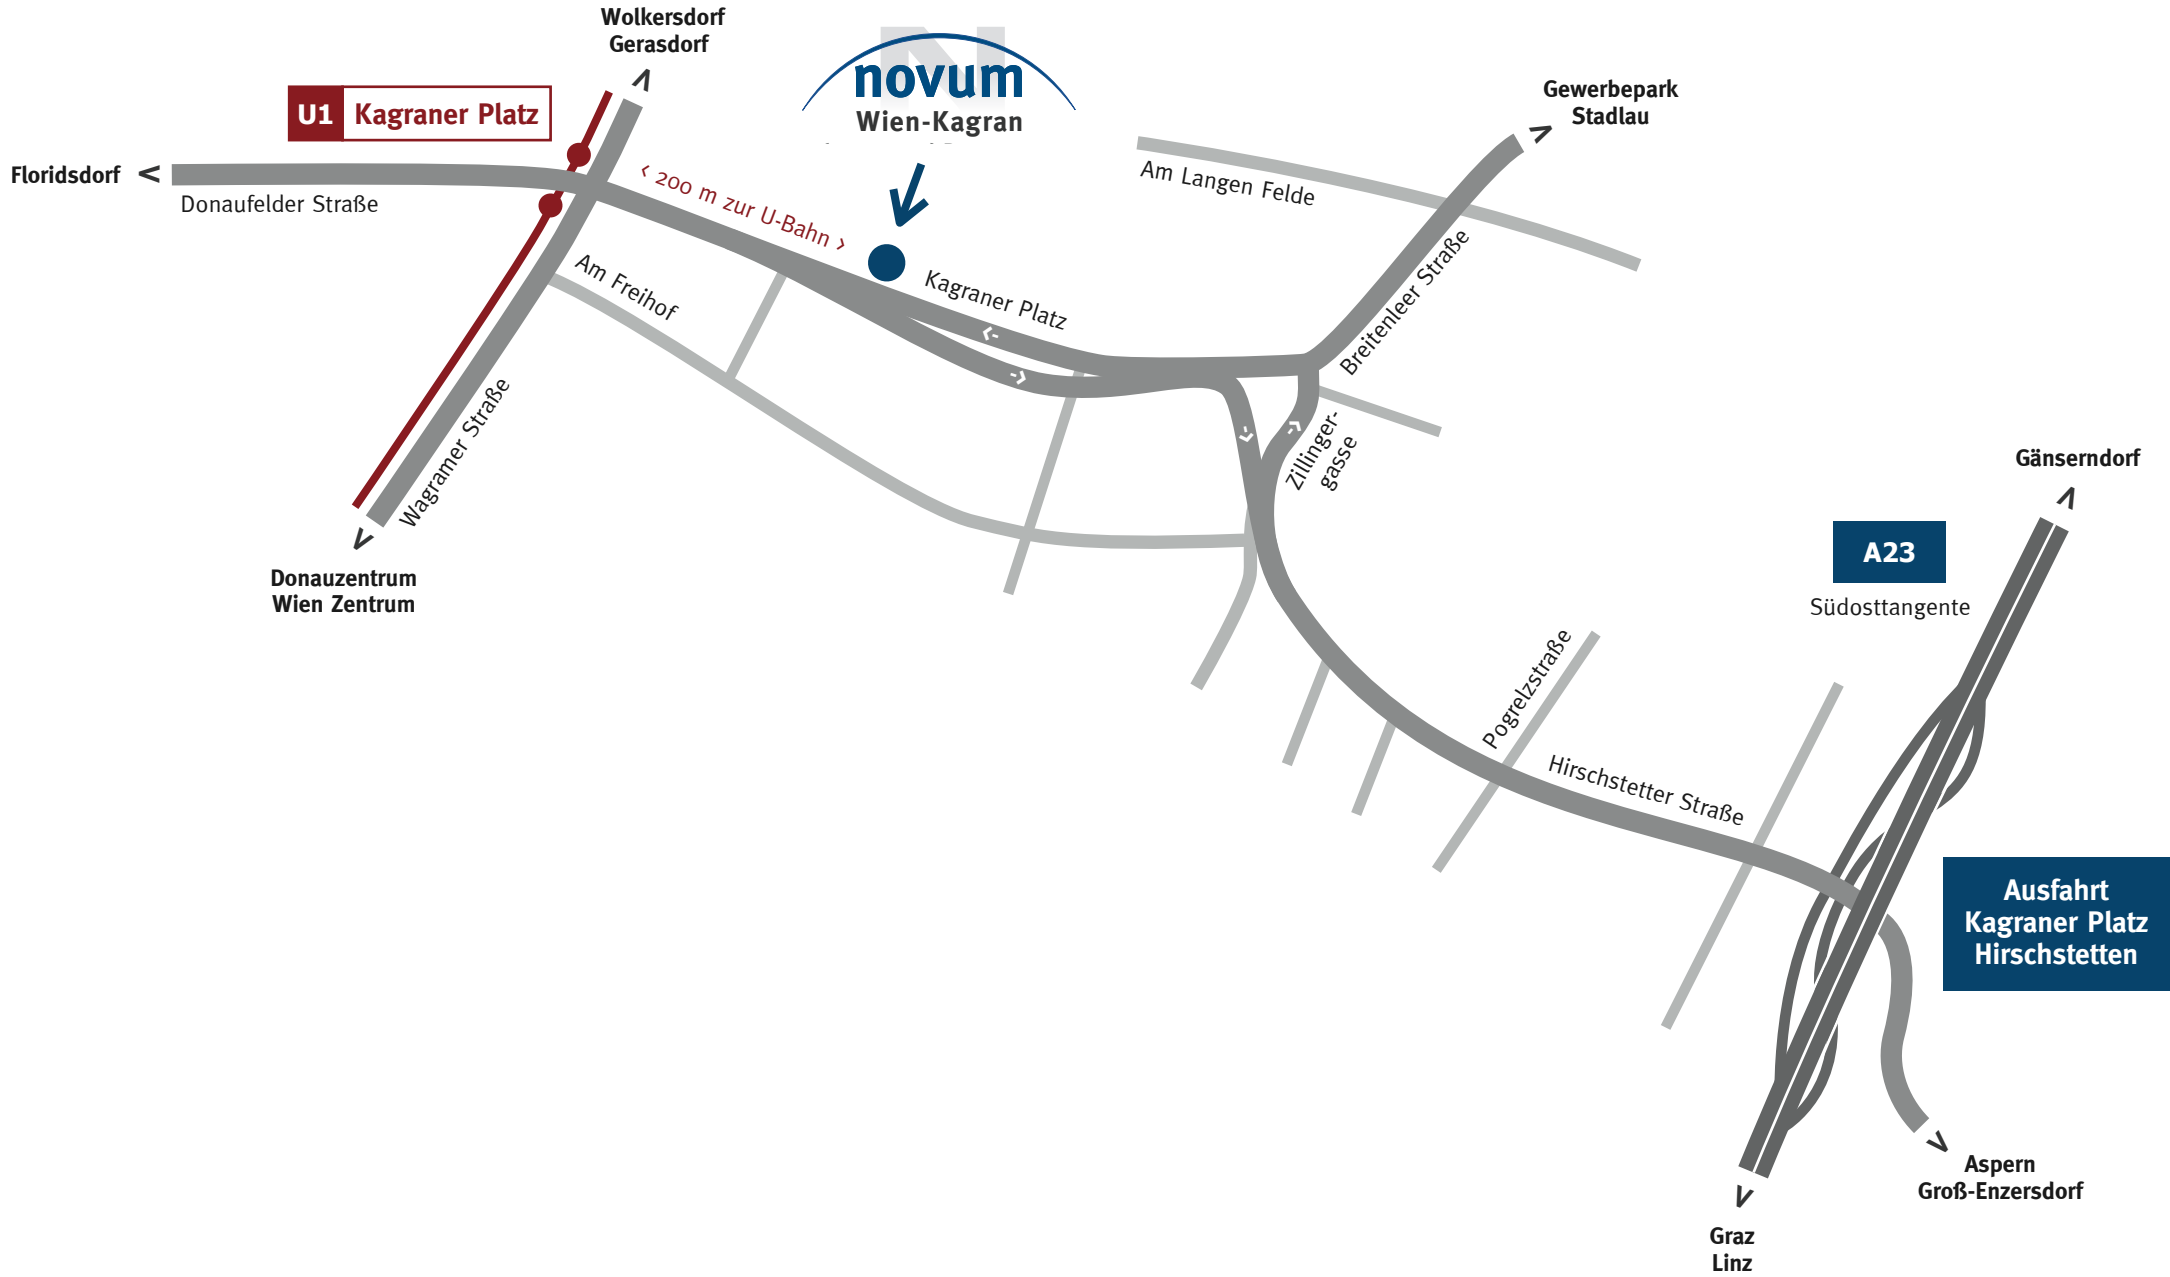 Wolkersdorf
Gerasdorf
novum
Wien-Kagran
U1 Kagraner Platz
Gewerbepark
Stadlau
Floridsdorf
Donaufelder Straße
< 200 m zur U-Bahn >
Am Langen Felde
Am Freihof
Kagraner Platz
Breitenleer Straße
Wagramer Straße
Zillinger-
gasse
Gänserndorf
A23
Südosttangente
Donauzentrum
Wien Zentrum
Pogrelzstraße
Hirschstetter Straße
Ausfahrt
Kagraner Platz
Hirschstetten
Aspern
Groß-Enzersdorf
Graz
Linz